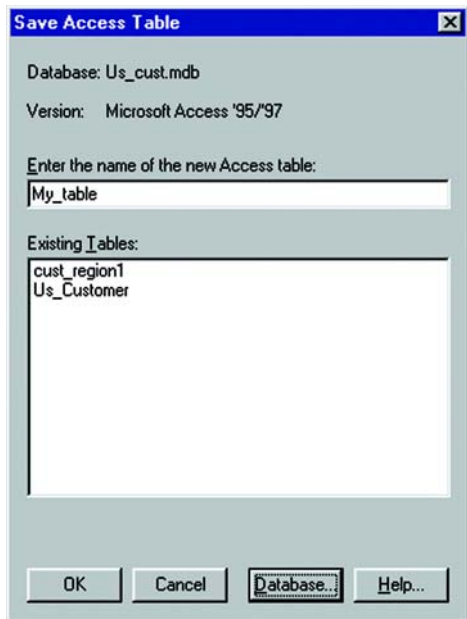 Save Access Table
Database: Us_cust.mdb
Version: Microsoft Access '95/'97
Enter the name of the new Access table:
My_table
Existing Tables:
cust_region1
Us_Customer
OK Cancel Database... Help...